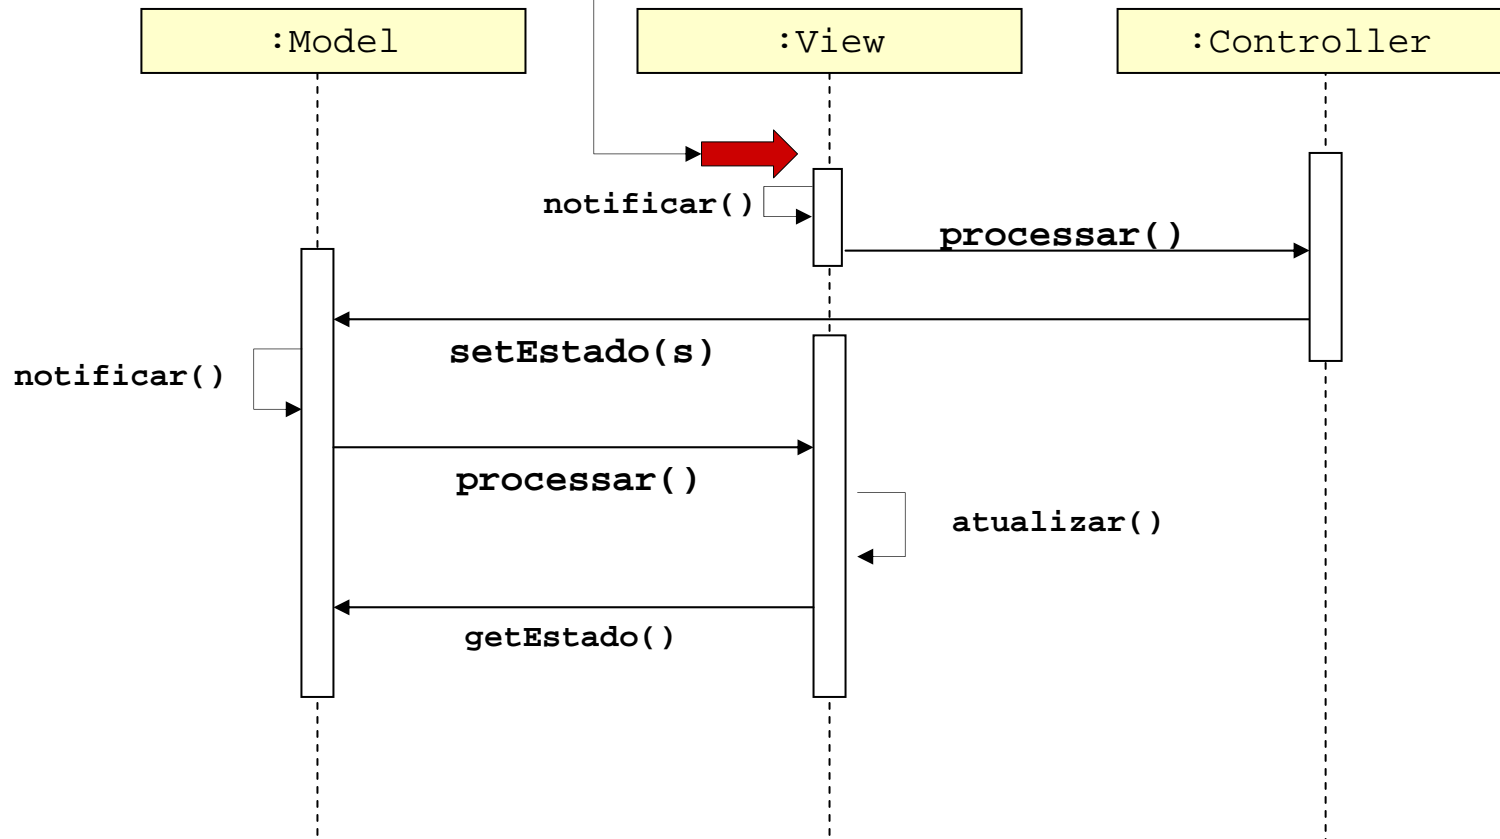 :Model
:View
:Controller
notificar()
processar()
setEstado(s)
notificar()
processar()
atualizar()
getEstado()